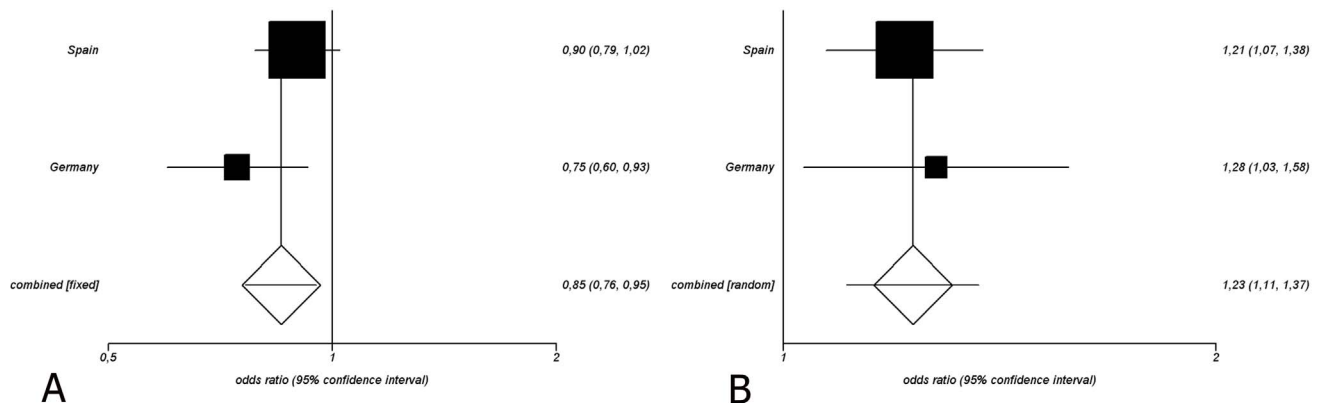 Spain
0,90 (0,79, 1,02)
Germany
0,75 (0,60, 0,93)
combined [fixed]
0,85 (0,76, 0,95)
0,5
1
2
odds ratio (95% confidence interval)
A
Spain
1,21 (1,07, 1,38)
Germany
1,28 (1,03, 1,58)
combined [random]
1,23 (1,11, 1,37)
1
2
odds ratio (95% confidence interval)
B